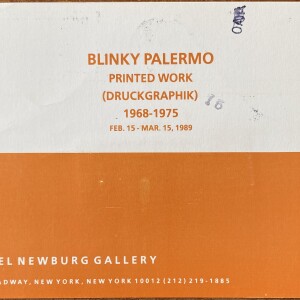 BLINKY PALERMO
PRINTED WORK
(DRUCKGRAPHIK)
1968-1975
FEB. 15 - MAR. 15, 1989
EL NEWBURG GALLERY
ADWAY, NEW YORK, NEW YORK 10012 (212) 219-1885